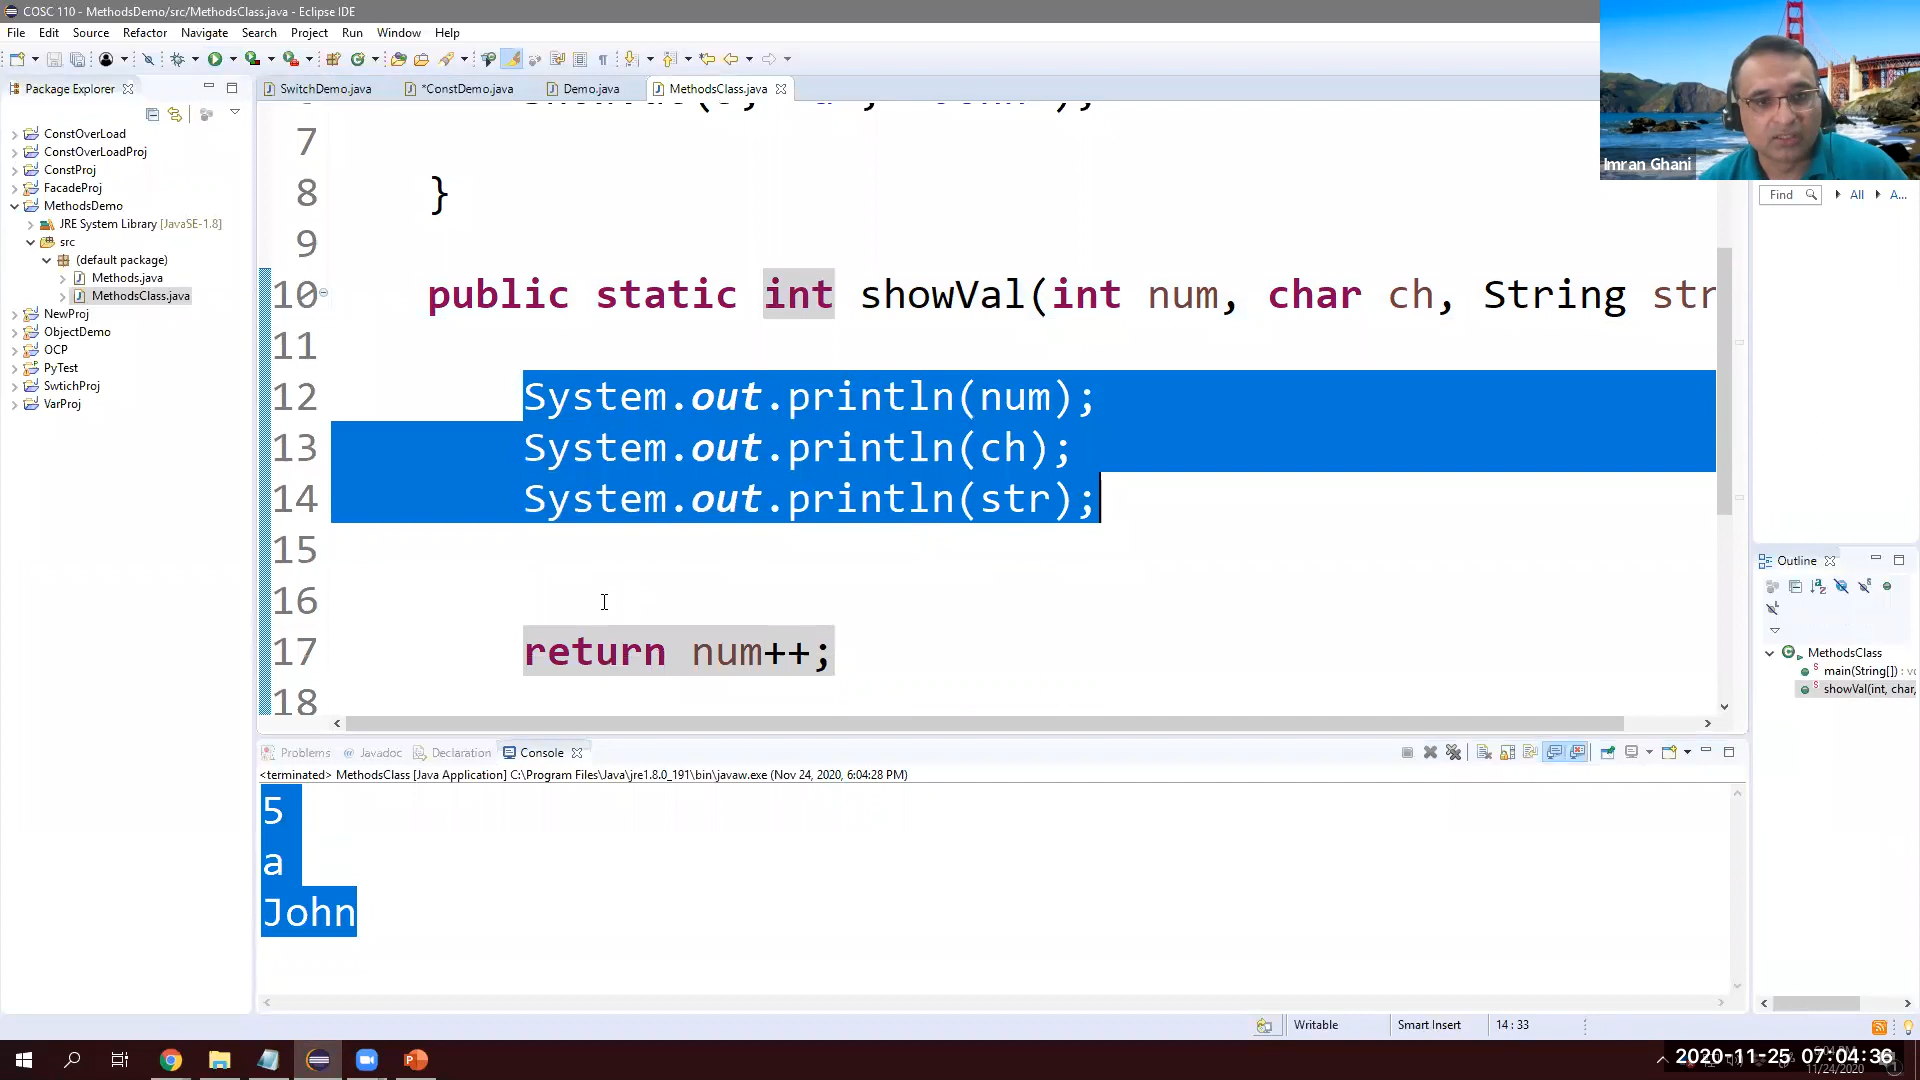 COSC 110 - MethodsDemo/src/MethodsClass.java - Eclipse IDE
File Edit Source Refactor Navigate Search Project Run Window Help
Package Explorer
SwitchDemo.java *ConstDemo.java Demo.java MethodsClass.java
ConstOverLoad
ConstOverLoadProj
ConstProj
FacadeProj
MethodsDemo
JRE System Library [JavaSE-1.8]
src
(default package)
Methods.java
MethodsClass.java
NewProj
ObjectDemo
OCP
PyTest
SwtichProj
VarProj
7
8 }
9
10 public static int showVal(int num, char ch, String str
11
12 System.out.println(num);
13 System.out.println(ch);
14 System.out.println(str);
15
16
17 return num++;
18
Imran Ghani
Find All A...
Outline
MethodsClass
main(String[]) : vo
showVal(int, char,
Problems Javadoc Declaration Console
<terminated> MethodsClass [Java Application] C:\Program Files\Java\jre1.8.0_191\bin\javaw.exe (Nov 24, 2020, 6:04:28 PM)
5
a
John
Writable Smart Insert 14 : 33
2020-11-25 07:04:36
11/24/2020